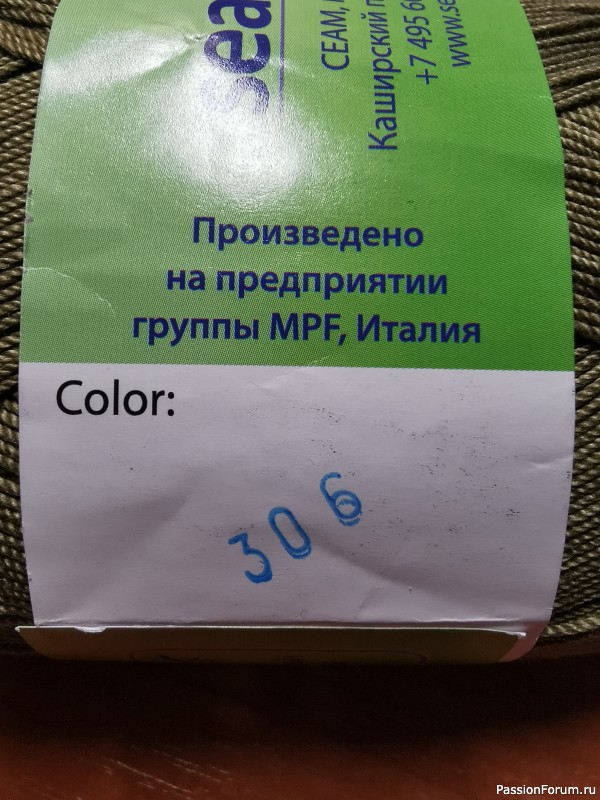 sea
СЕАМ,
Каширский
+7 495
www.se
Произведено
на предприятии
группы MPF, Италия
Color:
306
PassionForum.ru